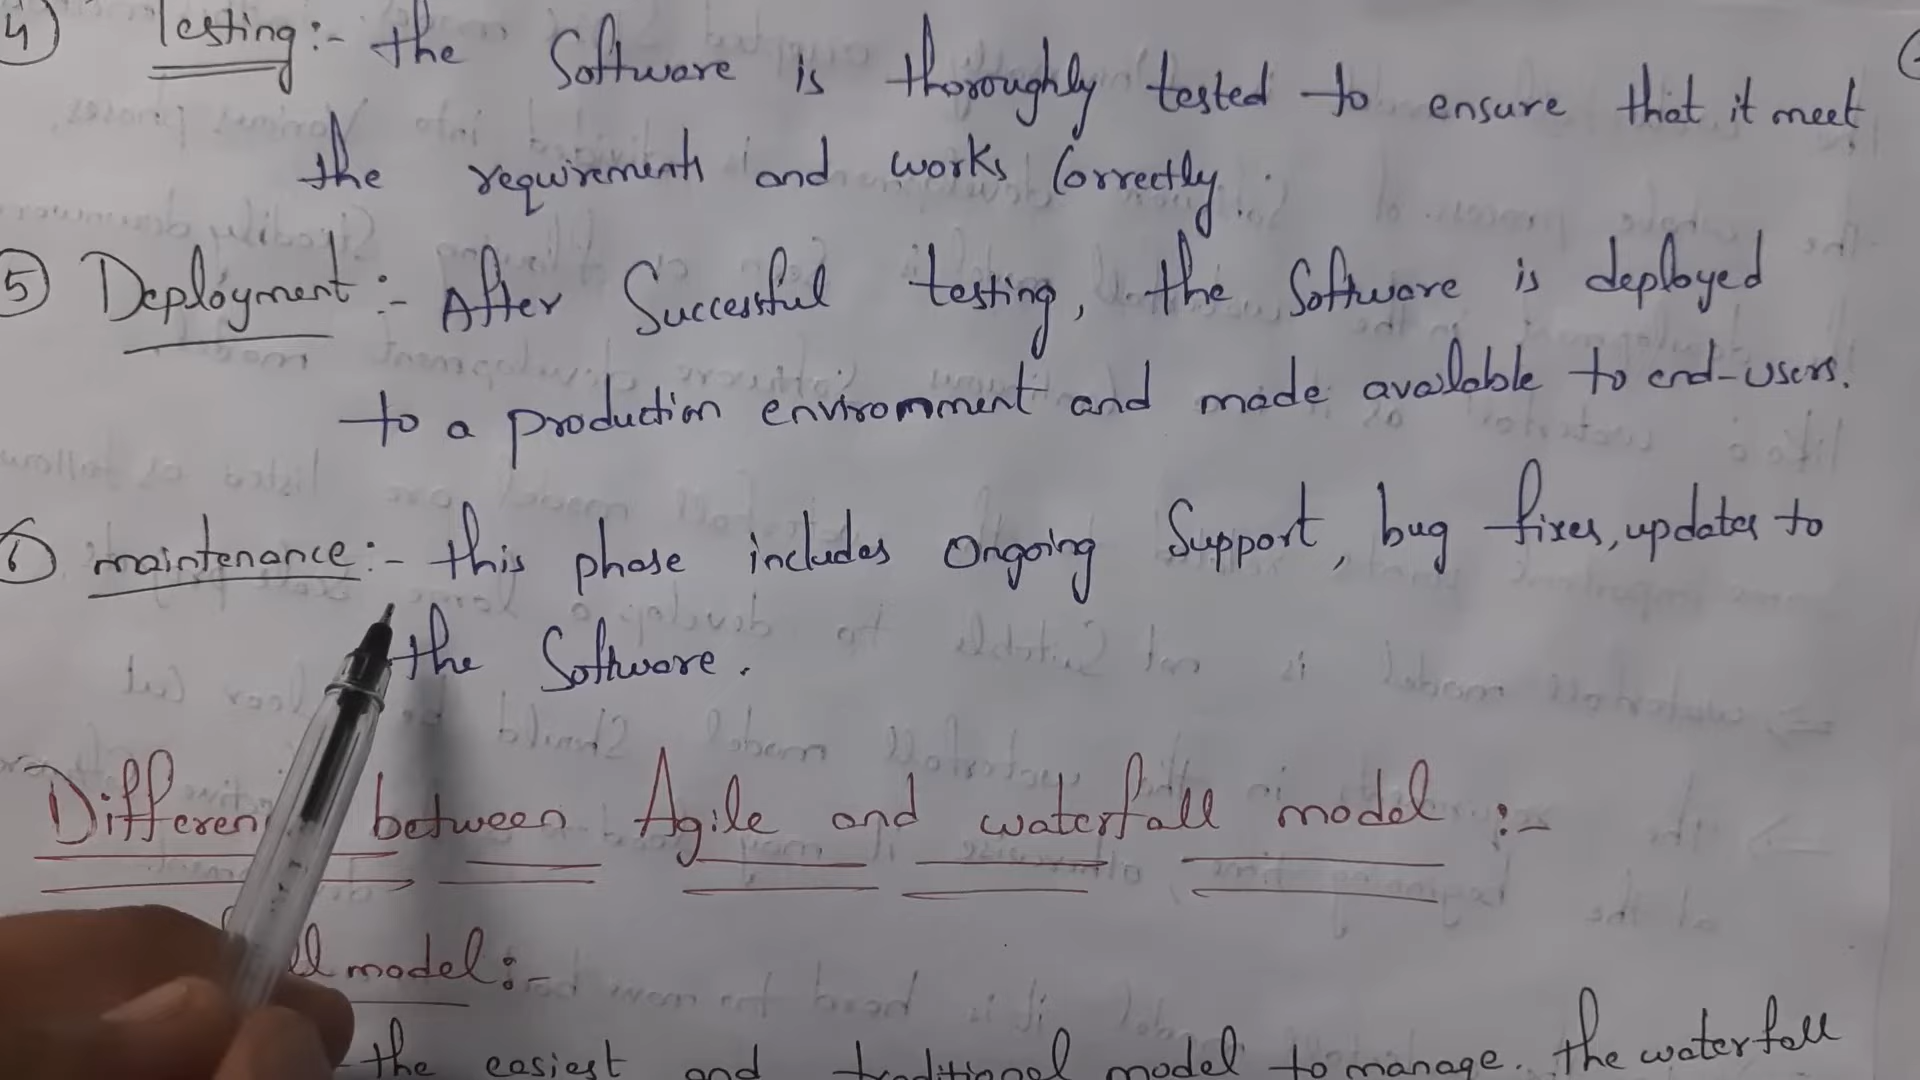 4) Testing:- the Software is thoroughly tested to ensure that it meet
the requirements and works Correctly.
5) Deployment:- After Successful testing, the Software is deployed
to a production environment and made available to end-users.
6) maintenance:- this phase includes Ongoing Support, bug fixes, updates to
the Software.
between Agile and waterfall model:-
model:-
the easiest and traditional model to manage. the waterfall